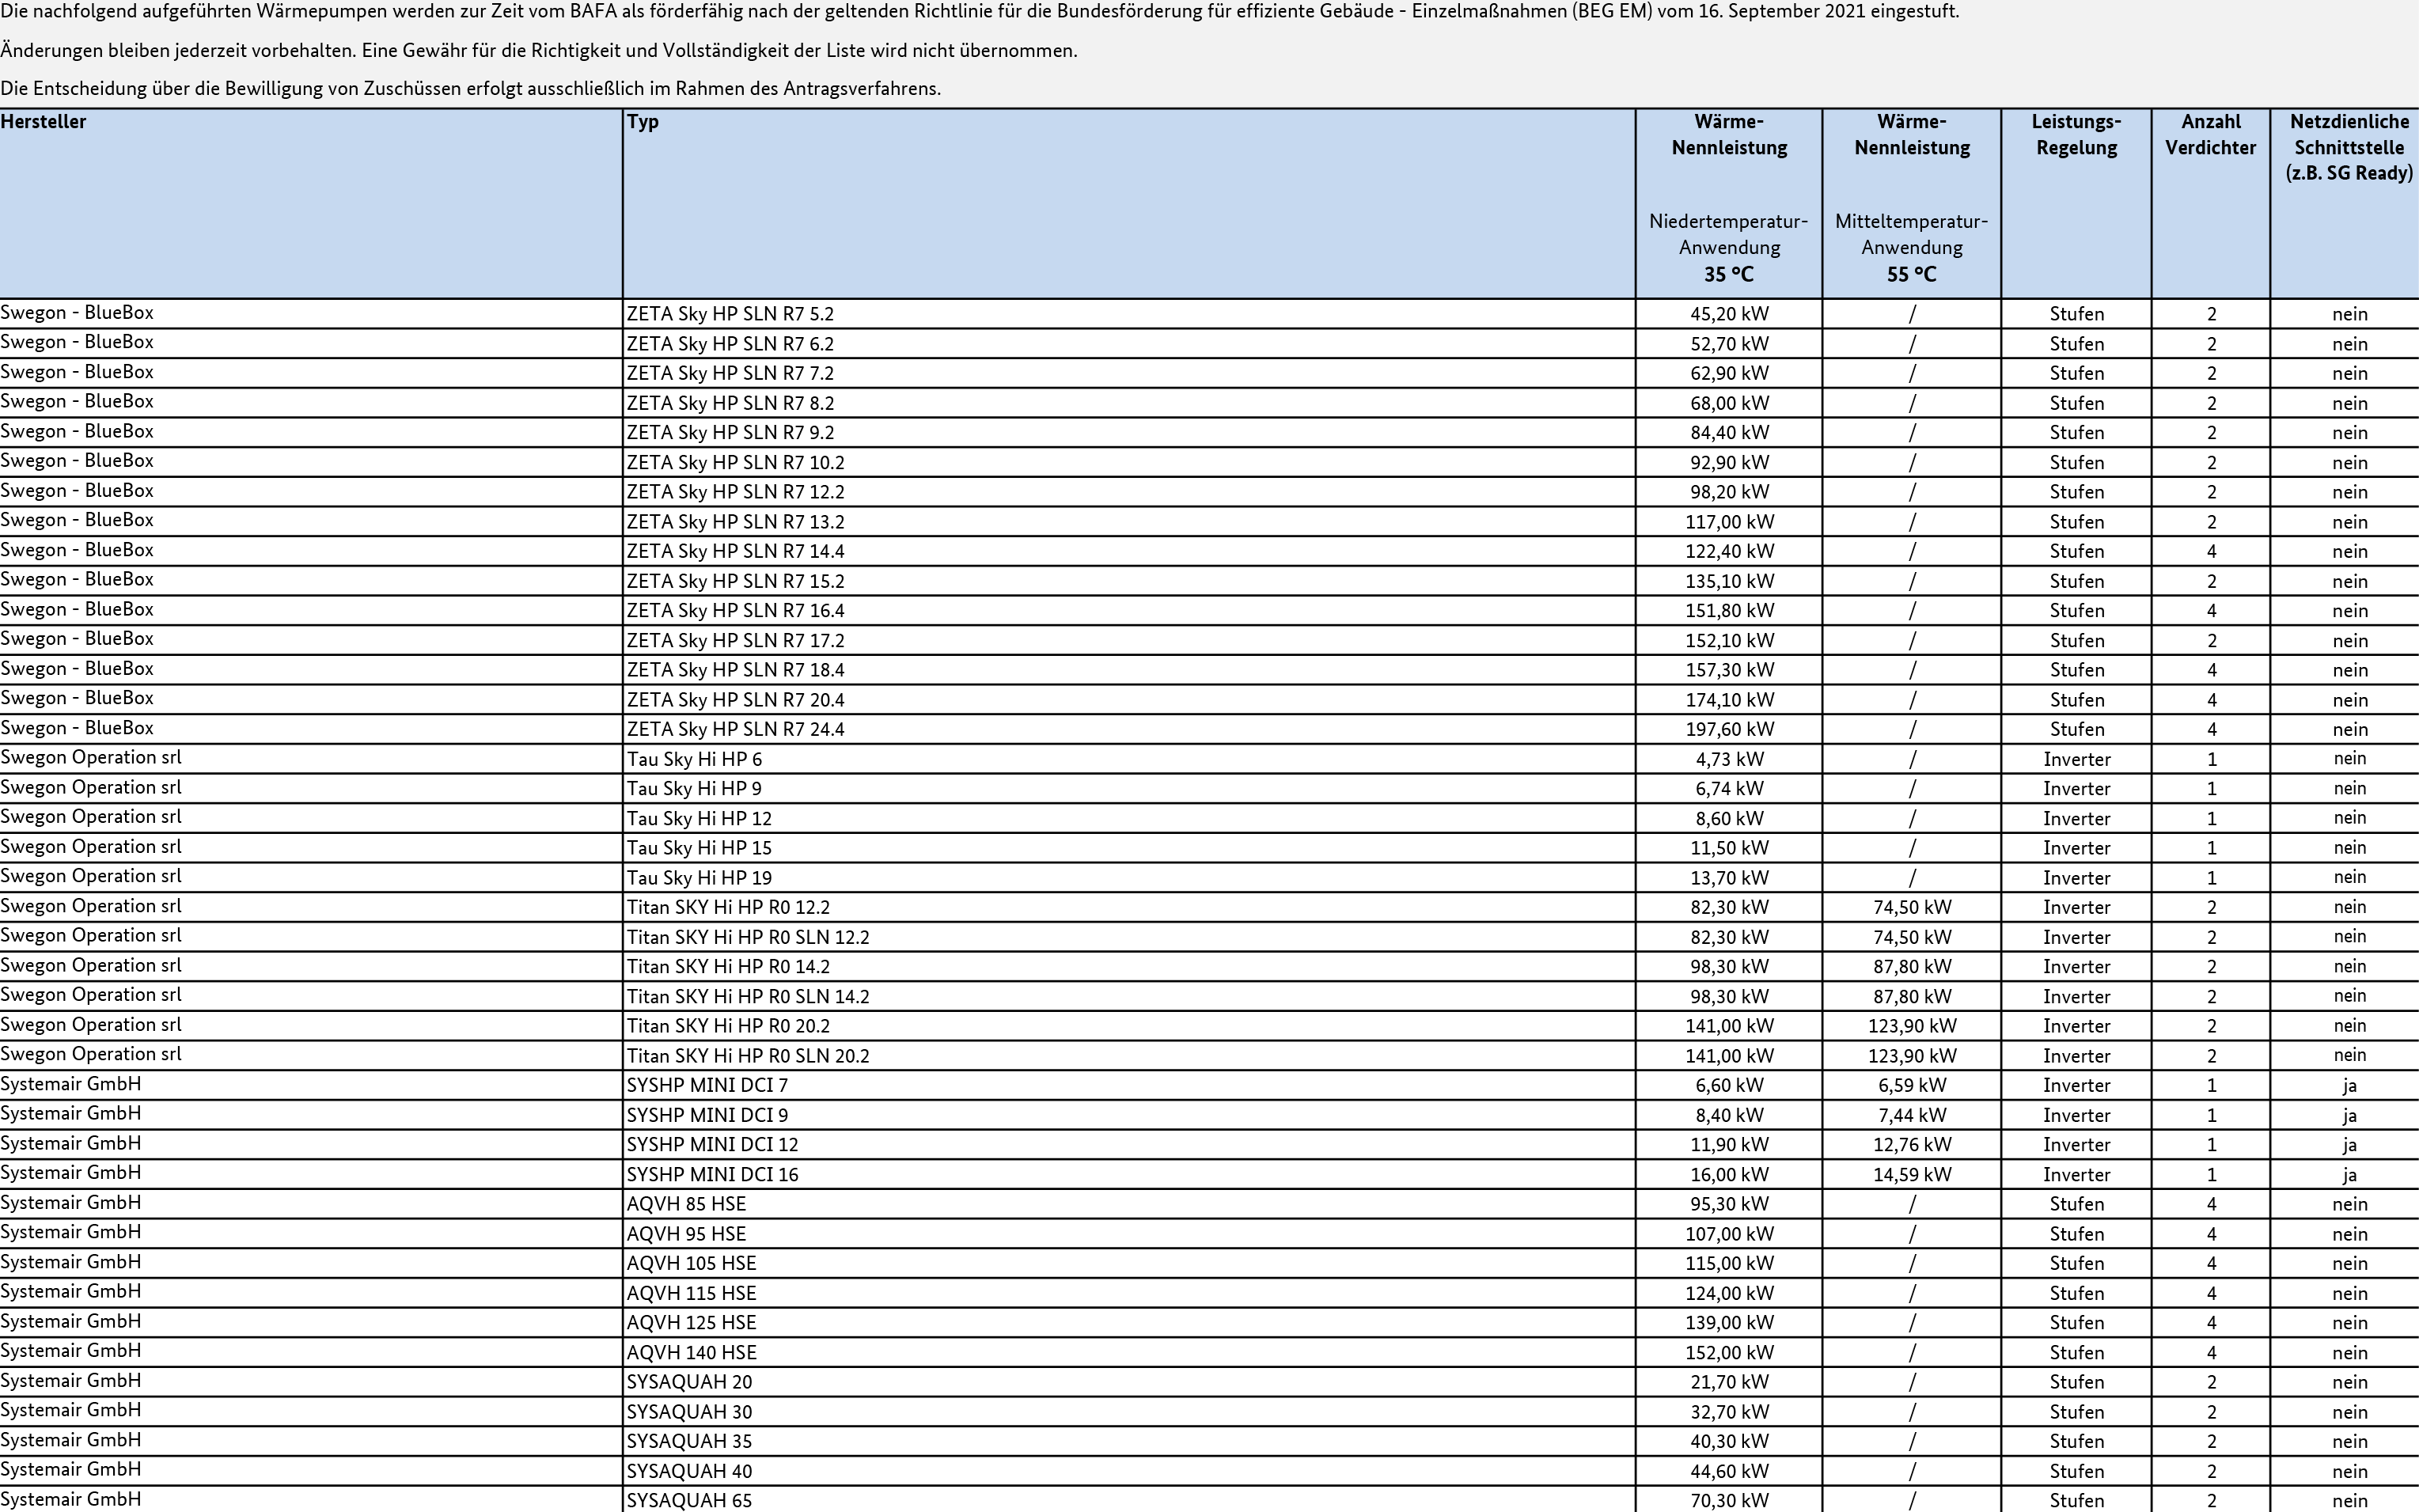 Die nachfolgend aufgeführten Wärmepumpen werden zur Zeit vom BAFA als förderfähig nach der geltenden Richtlinie für die Bundesförderung für effiziente Gebäude - Einzelmaßnahmen (BEG EM) vom 16. September 2021 eingestuft.
Änderungen bleiben jederzeit vorbehalten. Eine Gewähr für die Richtigkeit und Vollständigkeit der Liste wird nicht übernommen.
Die Entscheidung über die Bewilligung von Zuschüssen erfolgt ausschließlich im Rahmen des Antragsverfahrens.
Hersteller Typ Wärme- Wärme- Leistungs- Anzahl Netzdienliche
Nennleistung Nennleistung Regelung Verdichter Schnittstelle
(z.B. SG Ready)
Niedertemperatur- Mitteltemperatur-
Anwendung Anwendung
35 °C 55 °C
Swegon - BlueBox ZETA Sky HP SLN R7 5.2 45,20 kW / Stufen 2 nein
Swegon - BlueBox ZETA Sky HP SLN R7 6.2 52,70 kW / Stufen 2 nein
Swegon - BlueBox ZETA Sky HP SLN R7 7.2 62,90 kW / Stufen 2 nein
Swegon - BlueBox ZETA Sky HP SLN R7 8.2 68,00 kW / Stufen 2 nein
Swegon - BlueBox ZETA Sky HP SLN R7 9.2 84,40 kW / Stufen 2 nein
Swegon - BlueBox ZETA Sky HP SLN R7 10.2 92,90 kW / Stufen 2 nein
Swegon - BlueBox ZETA Sky HP SLN R7 12.2 98,20 kW / Stufen 2 nein
Swegon - BlueBox ZETA Sky HP SLN R7 13.2 117,00 kW / Stufen 2 nein
Swegon - BlueBox ZETA Sky HP SLN R7 14.4 122,40 kW / Stufen 4 nein
Swegon - BlueBox ZETA Sky HP SLN R7 15.2 135,10 kW / Stufen 2 nein
Swegon - BlueBox ZETA Sky HP SLN R7 16.4 151,80 kW / Stufen 4 nein
Swegon - BlueBox ZETA Sky HP SLN R7 17.2 152,10 kW / Stufen 2 nein
Swegon - BlueBox ZETA Sky HP SLN R7 18.4 157,30 kW / Stufen 4 nein
Swegon - BlueBox ZETA Sky HP SLN R7 20.4 174,10 kW / Stufen 4 nein
Swegon - BlueBox ZETA Sky HP SLN R7 24.4 197,60 kW / Stufen 4 nein
Swegon Operation srl Tau Sky Hi HP 6 4,73 kW / Inverter 1 nein
Swegon Operation srl Tau Sky Hi HP 9 6,74 kW / Inverter 1 nein
Swegon Operation srl Tau Sky Hi HP 12 8,60 kW / Inverter 1 nein
Swegon Operation srl Tau Sky Hi HP 15 11,50 kW / Inverter 1 nein
Swegon Operation srl Tau Sky Hi HP 19 13,70 kW / Inverter 1 nein
Swegon Operation srl Titan SKY Hi HP R0 12.2 82,30 kW 74,50 kW Inverter 2 nein
Swegon Operation srl Titan SKY Hi HP R0 SLN 12.2 82,30 kW 74,50 kW Inverter 2 nein
Swegon Operation srl Titan SKY Hi HP R0 14.2 98,30 kW 87,80 kW Inverter 2 nein
Swegon Operation srl Titan SKY Hi HP R0 SLN 14.2 98,30 kW 87,80 kW Inverter 2 nein
Swegon Operation srl Titan SKY Hi HP R0 20.2 141,00 kW 123,90 kW Inverter 2 nein
Swegon Operation srl Titan SKY Hi HP R0 SLN 20.2 141,00 kW 123,90 kW Inverter 2 nein
Systemair GmbH SYSHP MINI DCI 7 6,60 kW 6,59 kW Inverter 1 ja
Systemair GmbH SYSHP MINI DCI 9 8,40 kW 7,44 kW Inverter 1 ja
Systemair GmbH SYSHP MINI DCI 12 11,90 kW 12,76 kW Inverter 1 ja
Systemair GmbH SYSHP MINI DCI 16 16,00 kW 14,59 kW Inverter 1 ja
Systemair GmbH AQVH 85 HSE 95,30 kW / Stufen 4 nein
Systemair GmbH AQVH 95 HSE 107,00 kW / Stufen 4 nein
Systemair GmbH AQVH 105 HSE 115,00 kW / Stufen 4 nein
Systemair GmbH AQVH 115 HSE 124,00 kW / Stufen 4 nein
Systemair GmbH AQVH 125 HSE 139,00 kW / Stufen 4 nein
Systemair GmbH AQVH 140 HSE 152,00 kW / Stufen 4 nein
Systemair GmbH SYSAQUAH 20 21,70 kW / Stufen 2 nein
Systemair GmbH SYSAQUAH 30 32,70 kW / Stufen 2 nein
Systemair GmbH SYSAQUAH 35 40,30 kW / Stufen 2 nein
Systemair GmbH SYSAQUAH 40 44,60 kW / Stufen 2 nein
Systemair GmbH SYSAQUAH 65 70,30 kW / Stufen 2 nein